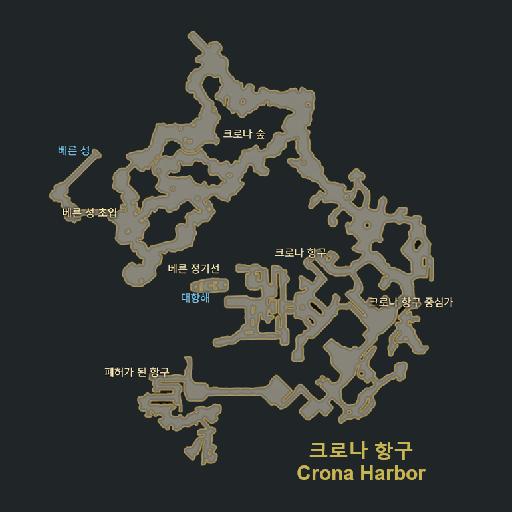 크로나 숲
베른 성
베른 성 초입
크로나 항구
베른 정기선
대항해
크로나 항구 중심가
폐허가 된 항구
크로나 항구
Crona Harbor